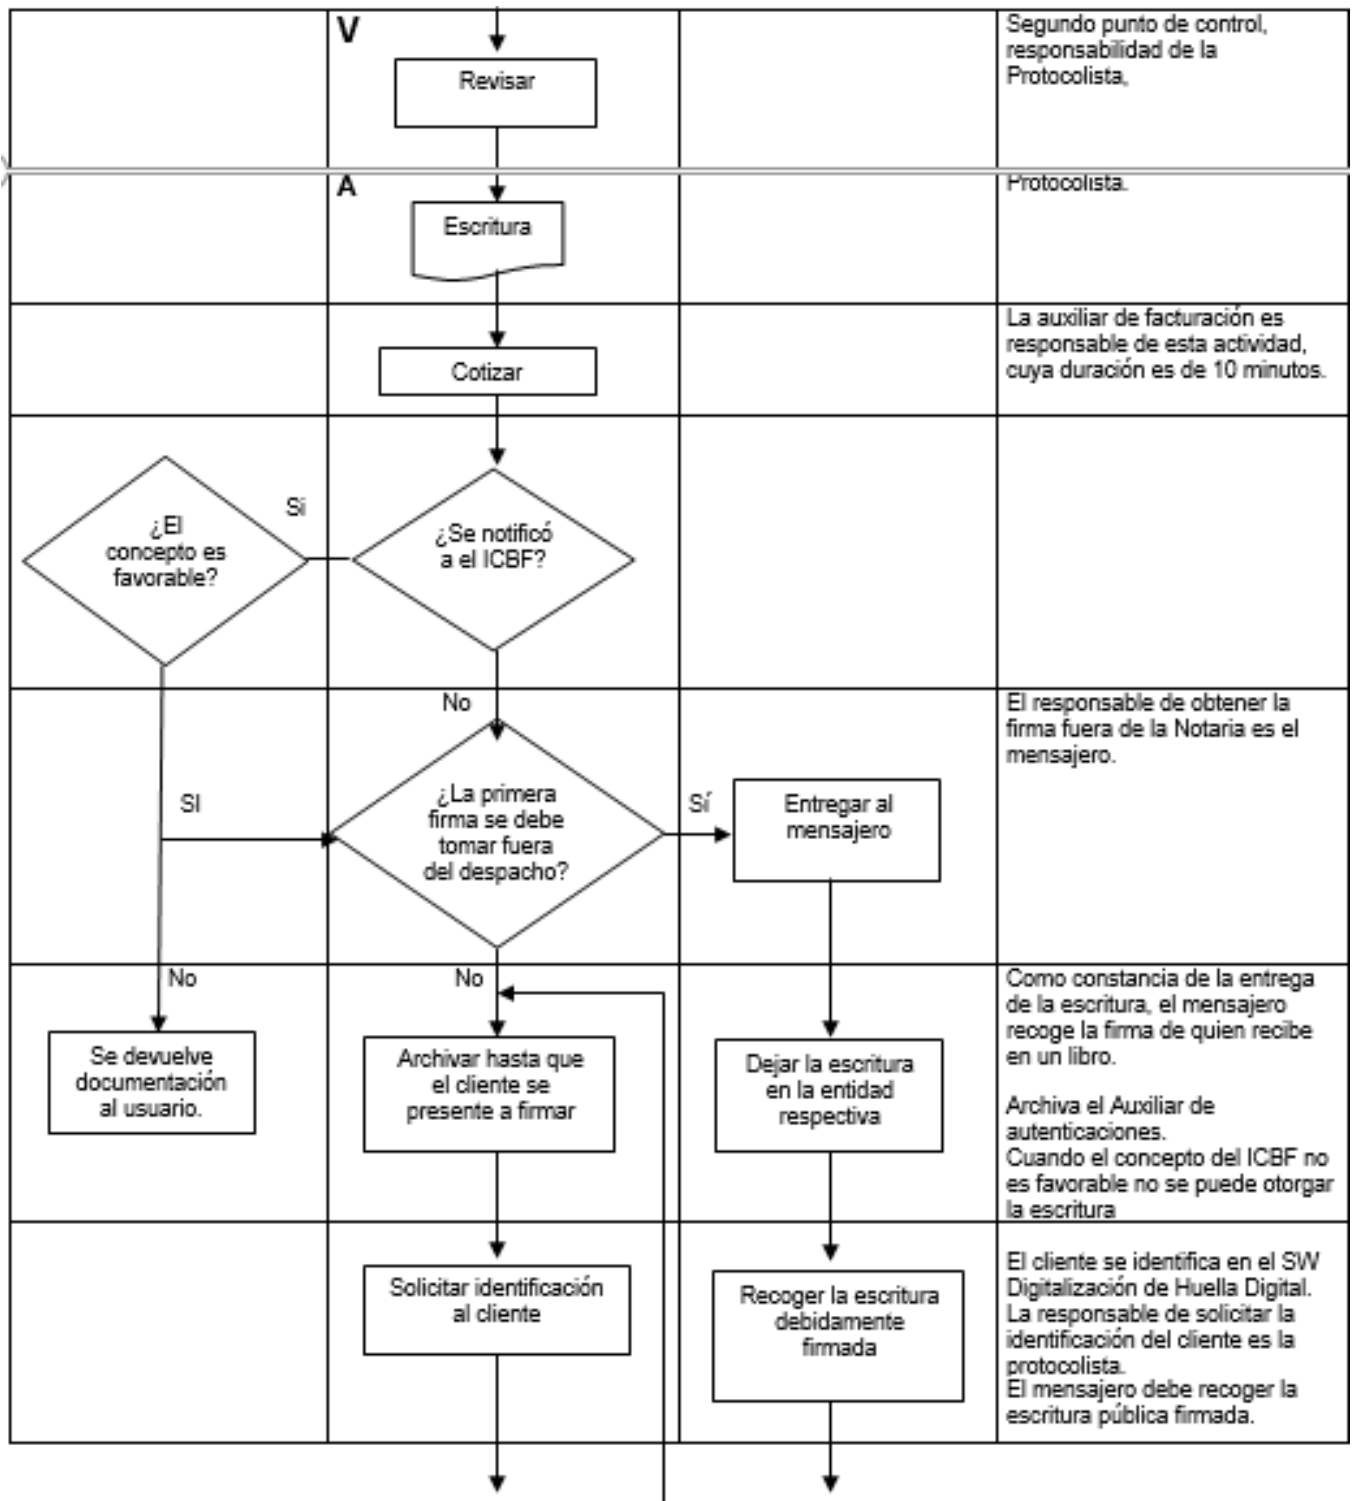 V
Revisar
Segundo punto de control,
responsabilidad de la
Protocolista,
A
Protocolista.
Escritura
Cotizar
La auxiliar de facturación es
responsable de esta actividad,
cuya duración es de 10 minutos.
¿El
concepto es
favorable?
Si
¿Se notificó
a el ICBF?
No
El responsable de obtener la
firma fuera de la Notaria es el
mensajero.
SI
¿La primera
firma se debe
tomar fuera
del despacho?
Sí
Entregar al
mensajero
No
Se devuelve
documentación
al usuario.
No
Archivar hasta que
el cliente se
presente a firmar
Dejar la escritura
en la entidad
respectiva
Como constancia de la entrega
de la escritura, el mensajero
recoge la firma de quien recibe
en un libro.
Archiva el Auxiliar de
autenticaciones.
Cuando el concepto del ICBF no
es favorable no se puede otorgar
la escritura
Solicitar identificación
al cliente
Recoger la escritura
debidamente
firmada
El cliente se identifica en el SW
Digitalización de Huella Digital.
La responsable de solicitar la
identificación del cliente es la
protocolista.
El mensajero debe recoger la
escritura pública firmada.